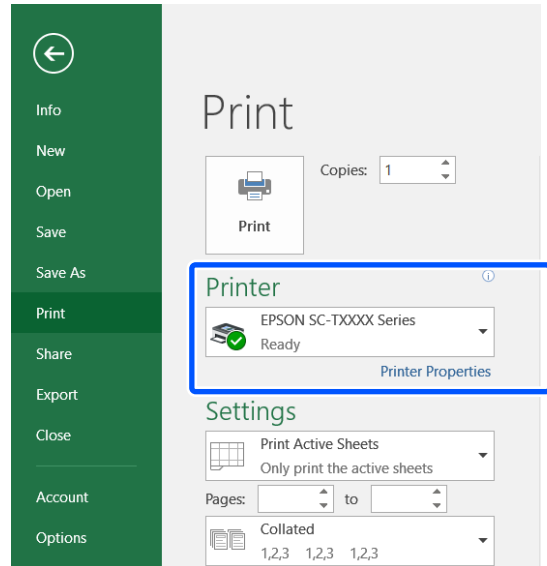 Info
New
Open
Save
Save As
Print
Share
Export
Close
Account
Options
Print
Copies: 1
Print
Printer
EPSON SC-TXXXX Series
Ready
Printer Properties
Settings
Print Active Sheets
Only print the active sheets
Pages: to
Collated
1,2,3 1,2,3 1,2,3